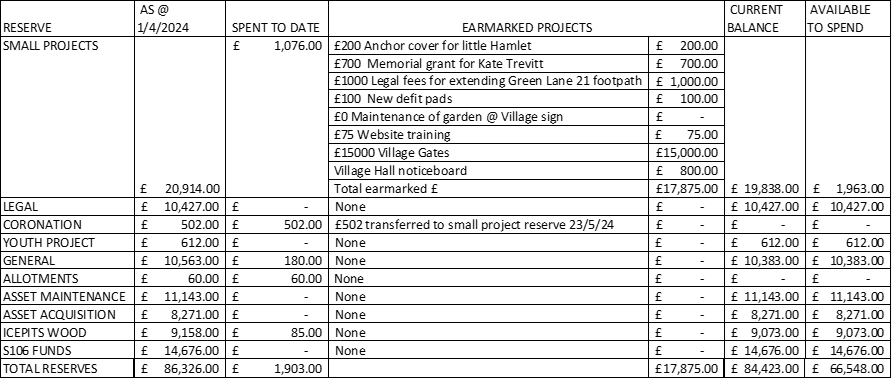 RESERVE AS @ 1/4/2024 SPENT TO DATE EARMARKED PROJECTS CURRENT BALANCE AVAILABLE TO SPEND
SMALL PROJECTS £ 1,076.00 £200 Anchor cover for little Hamlet £ 200.00
£700 Memorial grant for Kate Trevitt £ 700.00
£1000 Legal fees for extending Green Lane 21 footpath £ 1,000.00
£100 New defit pads £ 100.00
£0 Maintenance of garden @ Village sign £ -
£75 Website training £ 75.00
£15000 Village Gates £15,000.00
Village Hall noticeboard £ 800.00
£ 20,914.00 Total earmarked £ £17,875.00 £ 19,838.00 £ 1,963.00
LEGAL £ 10,427.00 £ - None £ - £ 10,427.00 £ 10,427.00
CORONATION £ 502.00 £ 502.00 £502 transferred to small project reserve 23/5/24 £ - £ - £ -
YOUTH PROJECT £ 612.00 £ - None £ - £ 612.00 £ 612.00
GENERAL £ 10,563.00 £ 180.00 None £ - £ 10,383.00 £ 10,383.00
ALLOTMENTS £ 60.00 £ 60.00 None £ - £ - £ -
ASSET MAINTENANCE £ 11,143.00 £ - None £ - £ 11,143.00 £ 11,143.00
ASSET ACQUISITION £ 8,271.00 £ - None £ - £ 8,271.00 £ 8,271.00
ICEPITS WOOD £ 9,158.00 £ 85.00 None £ - £ 9,073.00 £ 9,073.00
S106 FUNDS £ 14,676.00 £ - None £ - £ 14,676.00 £ 14,676.00
TOTAL RESERVES £ 86,326.00 £ 1,903.00 £17,875.00 £ 84,423.00 £ 66,548.00